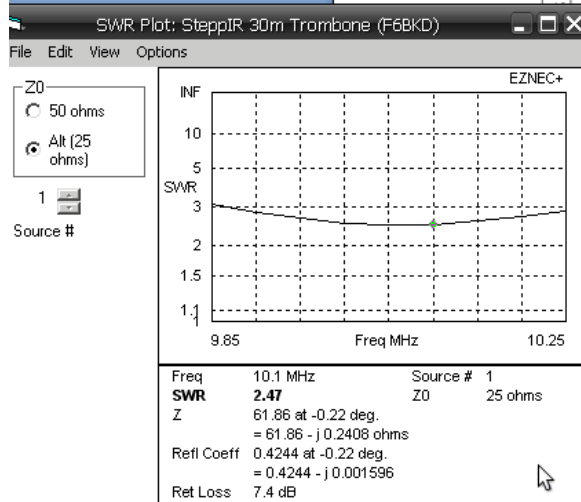 SWR Plot: SteppIR 30m Trombone (F6BKD)
File Edit View Options
Z0
50 ohms
Alt (25
ohms)
1
Source #
EZNEC+
INF
10
5
SWR
3
2
1.5
1.1
1
9.85 Freq MHz 10.25
Freq 10.1 MHz Source # 1
SWR 2.47 Z0 25 ohms
Z 61.86 at -0.22 deg.
= 61.86 - j 0.2408 ohms
Refl Coeff 0.4244 at -0.22 deg.
= 0.4244 - j 0.001596
Ret Loss 7.4 dB